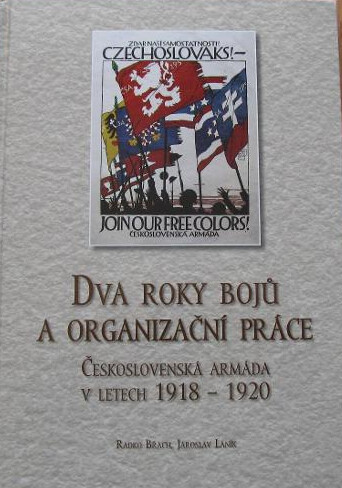 ZDAR NAŠÍ SAMOSTATNOSTI!
CZECHOSLOVAKS!–
JOIN OUR FREE COLORS!
ČESKOSLOVENSKÁ ARMÁDA
DVA ROKY BOJŮ
A ORGANIZAČNÍ PRÁCE
ČESKOSLOVENSKÁ ARMÁDA
V LETECH 1918 – 1920
RADKO BŘACH, JAROSLAV LÁNÍK